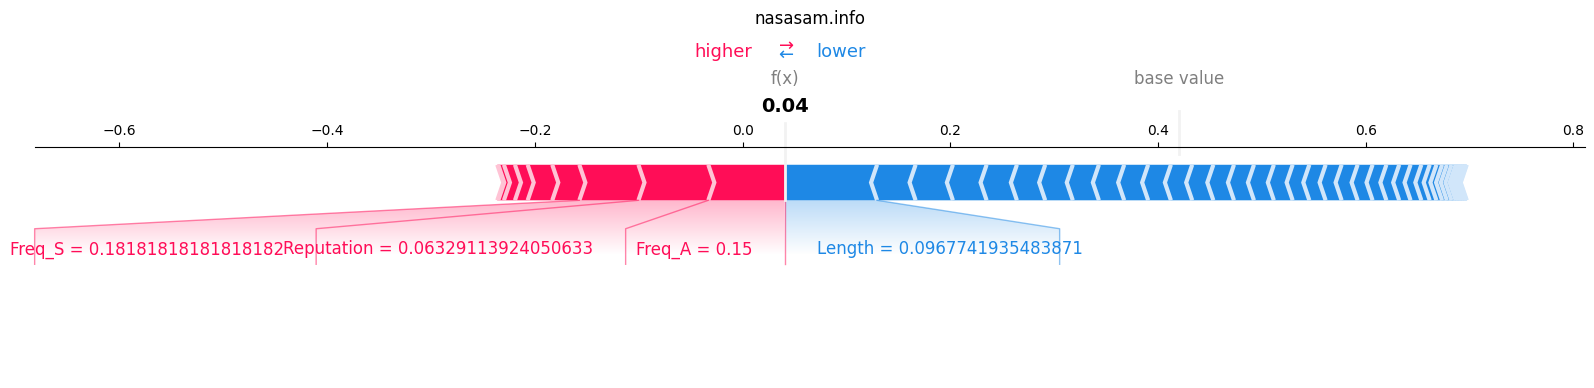 nasasam.info
higher ⇄ lower
f(x) base value
0.04
−0.6 −0.4 −0.2 0.0 0.2 0.4 0.6 0.8
Freq_S = 0.18181818181818182 Reputation = 0.06329113924050633 Freq_A = 0.15 Length = 0.0967741935483871